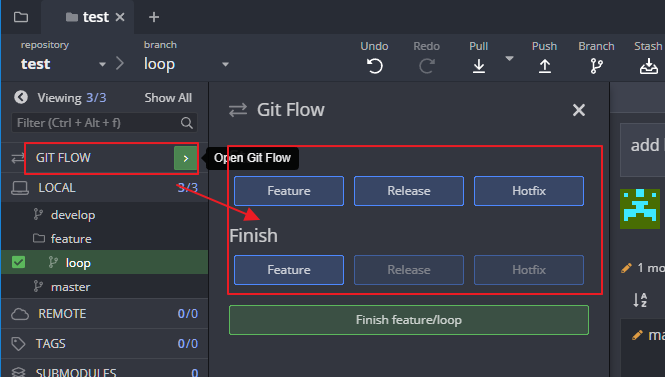 test
repository
branch
test
loop
Undo
Redo
Pull
Push
Branch
Stash
Viewing 3/3
Show All
Filter (Ctrl + Alt + f)
GIT FLOW
Open Git Flow
LOCAL
3/3
develop
feature
loop
master
REMOTE
0/0
TAGS
0/0
SUBMODULES
0/0
Git Flow
Feature
Release
Hotfix
Finish
Feature
Release
Hotfix
Finish feature/loop
add
1 mo
ma